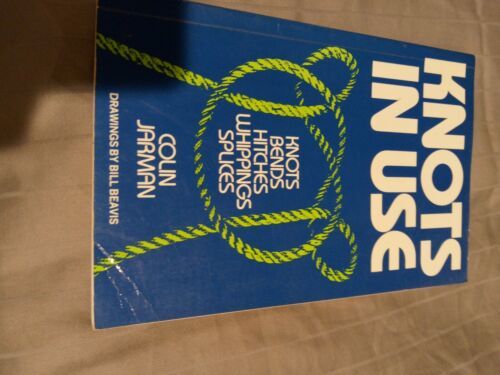 KNOTS
IN USE
KNOTS
BENDS
HITCHES
WHIPPINGS
SPLICES
COLIN
JARMAN
DRAWINGS BY BILL BEAVIS